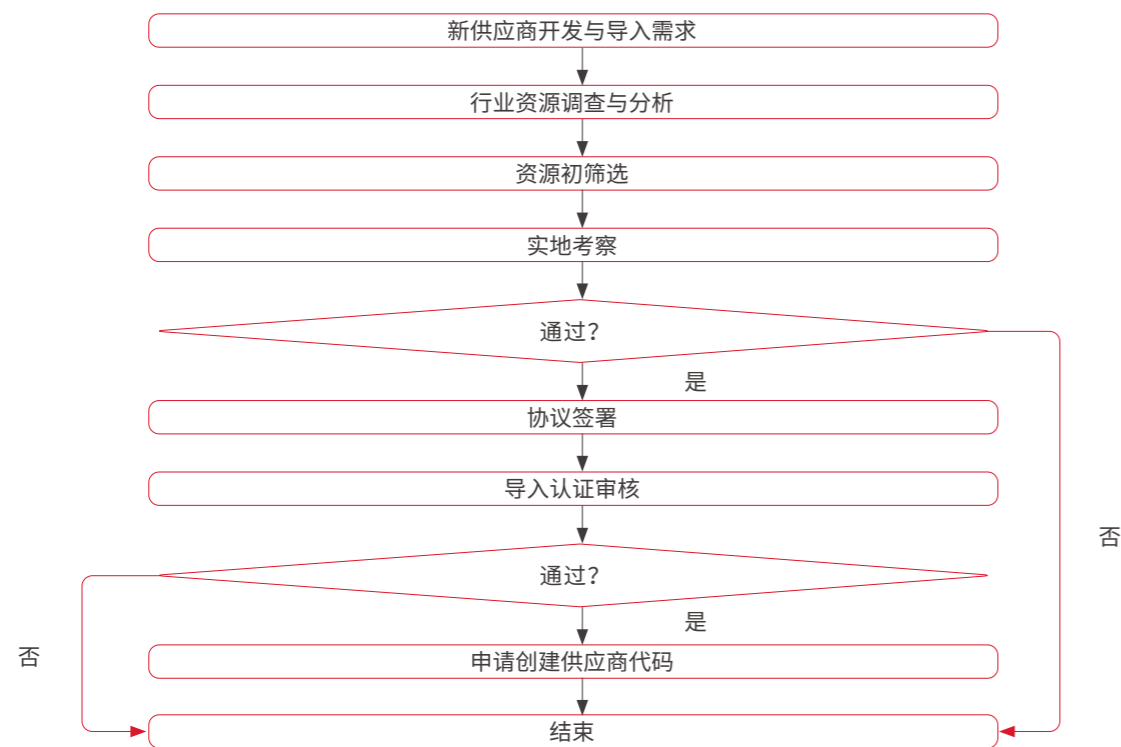 新供应商开发与导入需求
行业资源调查与分析
资源初筛选
实地考察
通过？
是
协议签署
导入认证审核
否
通过？
是
否
申请创建供应商代码
结束